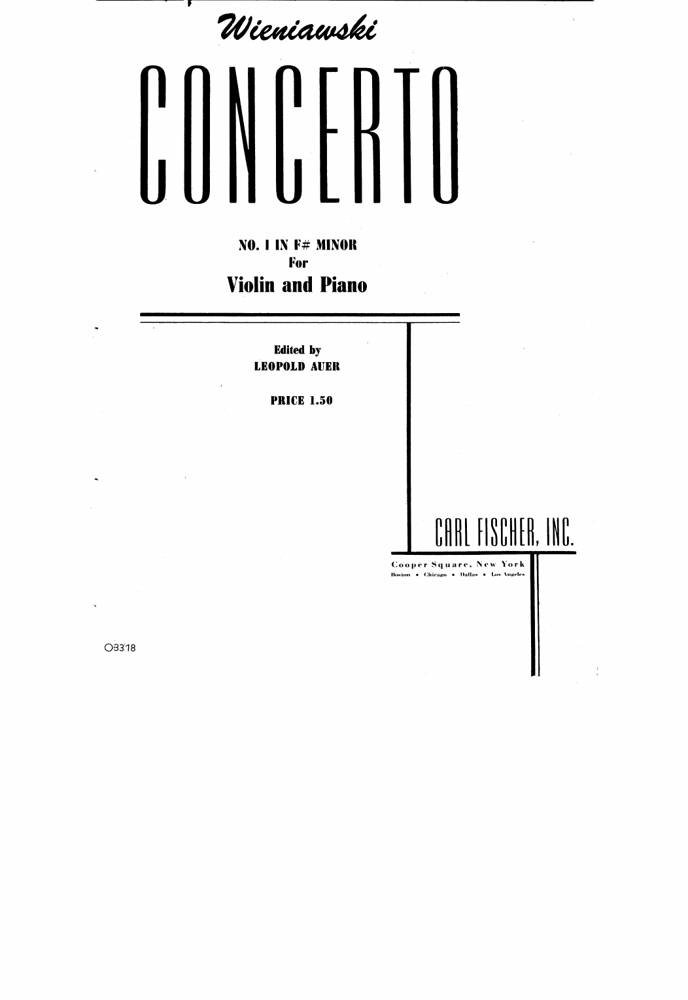 Wieniawski
CONCERTO
NO. I IN F# MINOR
For
Violin and Piano
Edited by
LEOPOLD AUER
PRICE 1.50
CARL FISCHER, INC.
Cooper Square, New York
Boston • Chicago • Dallas • Los Angeles
O3318